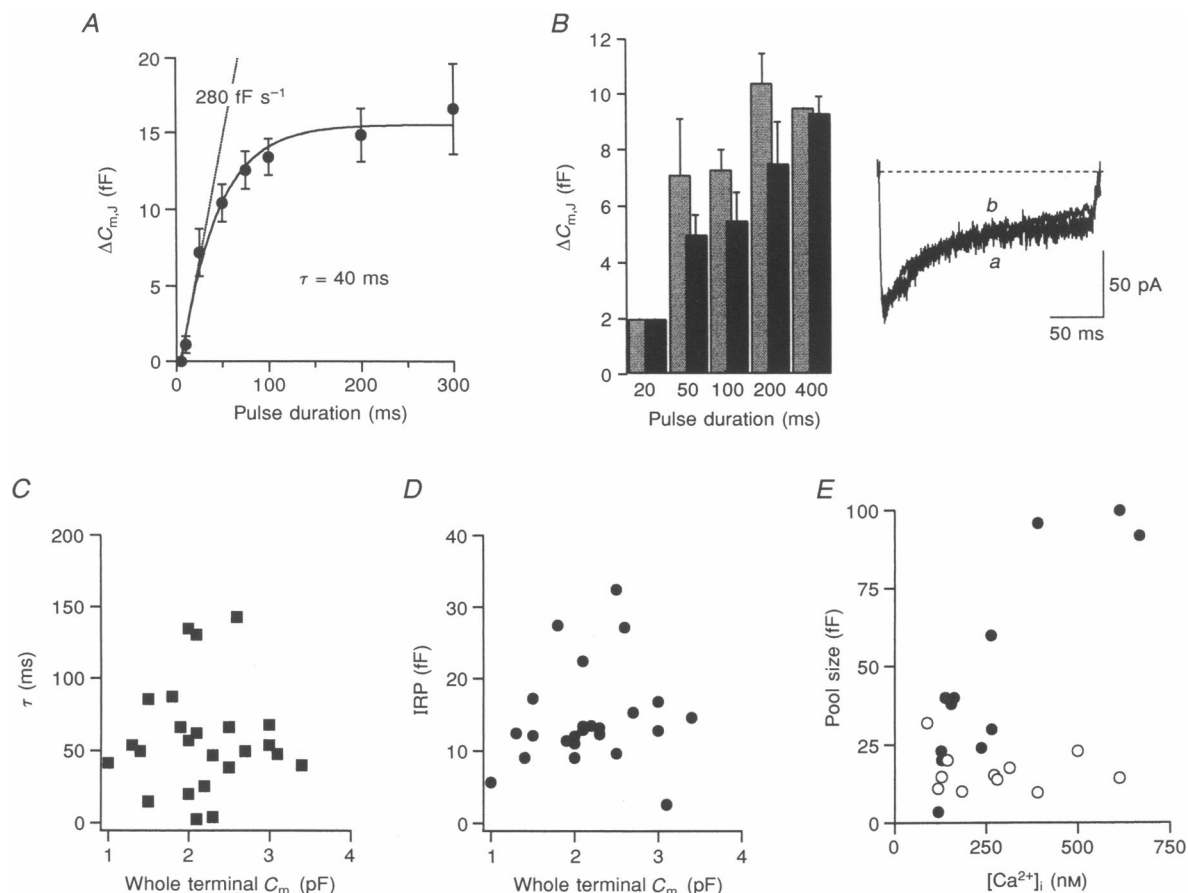 A
20
15
10
5
0
ΔCm,J (fF)
280 fF s⁻¹
τ = 40 ms
0 100 200 300
Pulse duration (ms)
B
12
10
8
6
4
2
0
ΔCm,J (fF)
20 50 100 200 400
Pulse duration (ms)
b
a
50 pA
50 ms
C
200
150
100
50
0
τ (ms)
1 2 3 4
Whole terminal Cm (pF)
D
40
30
20
10
0
IRP (fF)
1 2 3 4
Whole terminal Cm (pF)
E
100
75
50
25
0
Pool size (fF)
0 250 500 750
[Ca²⁺]i (nM)